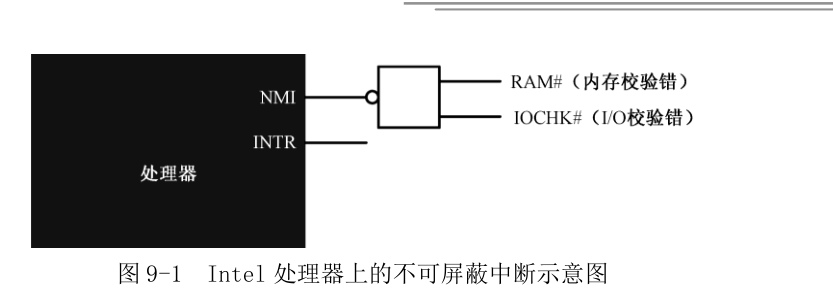 NMI
RAM#（内存校验错）
IOCHK#（I/O校验错）
INTR
处理器
图 9-1 Intel 处理器上的不可屏蔽中断示意图